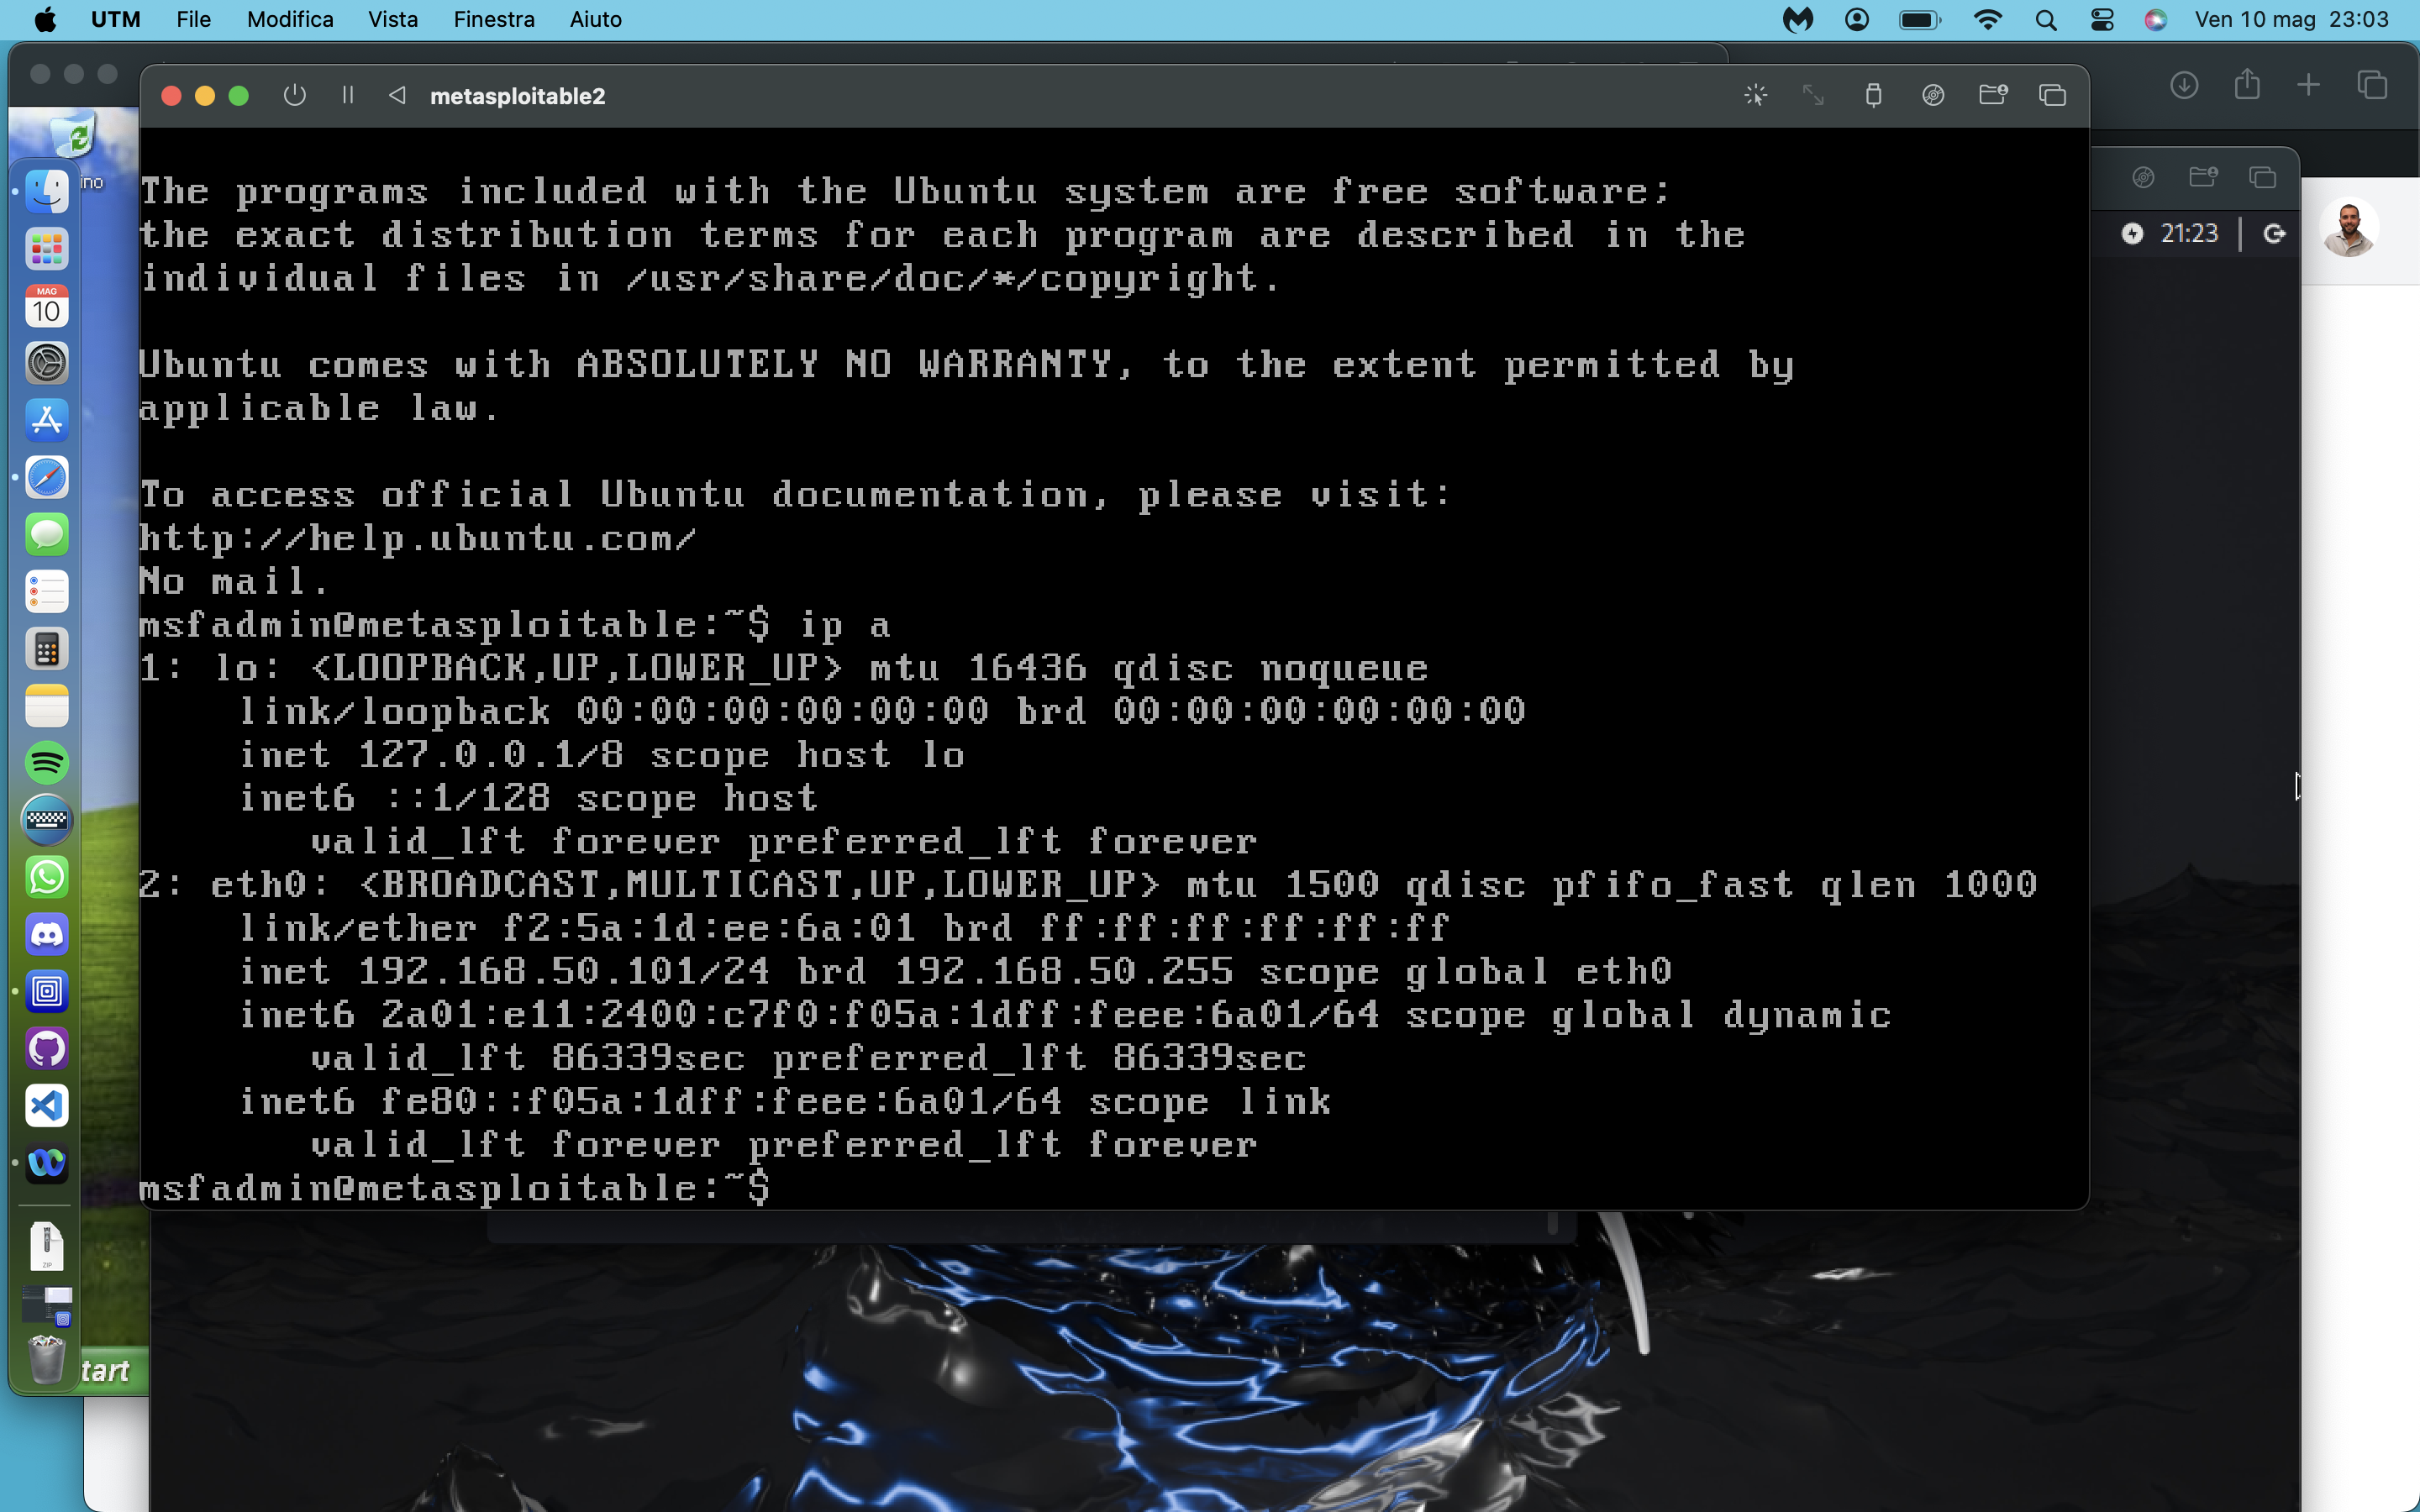 UTM File Modifica Vista Finestra Aiuto Ven 10 mag 23:03
metasploitable2
ino
MAG
10
21:23
The programs included with the Ubuntu system are free software;
the exact distribution terms for each program are described in the
individual files in /usr/share/doc/*/copyright.
Ubuntu comes with ABSOLUTELY NO WARRANTY, to the extent permitted by
applicable law.
To access official Ubuntu documentation, please visit:
http://help.ubuntu.com/
No mail.
msfadmin@metasploitable:~$ ip a
1: lo: <LOOPBACK,UP,LOWER_UP> mtu 16436 qdisc noqueue
link/loopback 00:00:00:00:00:00 brd 00:00:00:00:00:00
inet 127.0.0.1/8 scope host lo
inet6 ::1/128 scope host
valid_lft forever preferred_lft forever
2: eth0: <BROADCAST,MULTICAST,UP,LOWER_UP> mtu 1500 qdisc pfifo_fast qlen 1000
link/ether f2:5a:1d:ee:6a:01 brd ff:ff:ff:ff:ff:ff
inet 192.168.50.101/24 brd 192.168.50.255 scope global eth0
inet6 2a01:e11:2400:c7f0:f05a:1dff:feee:6a01/64 scope global dynamic
valid_lft 86339sec preferred_lft 86339sec
inet6 fe80::f05a:1dff:feee:6a01/64 scope link
valid_lft forever preferred_lft forever
msfadmin@metasploitable:~$
ZIP
tart